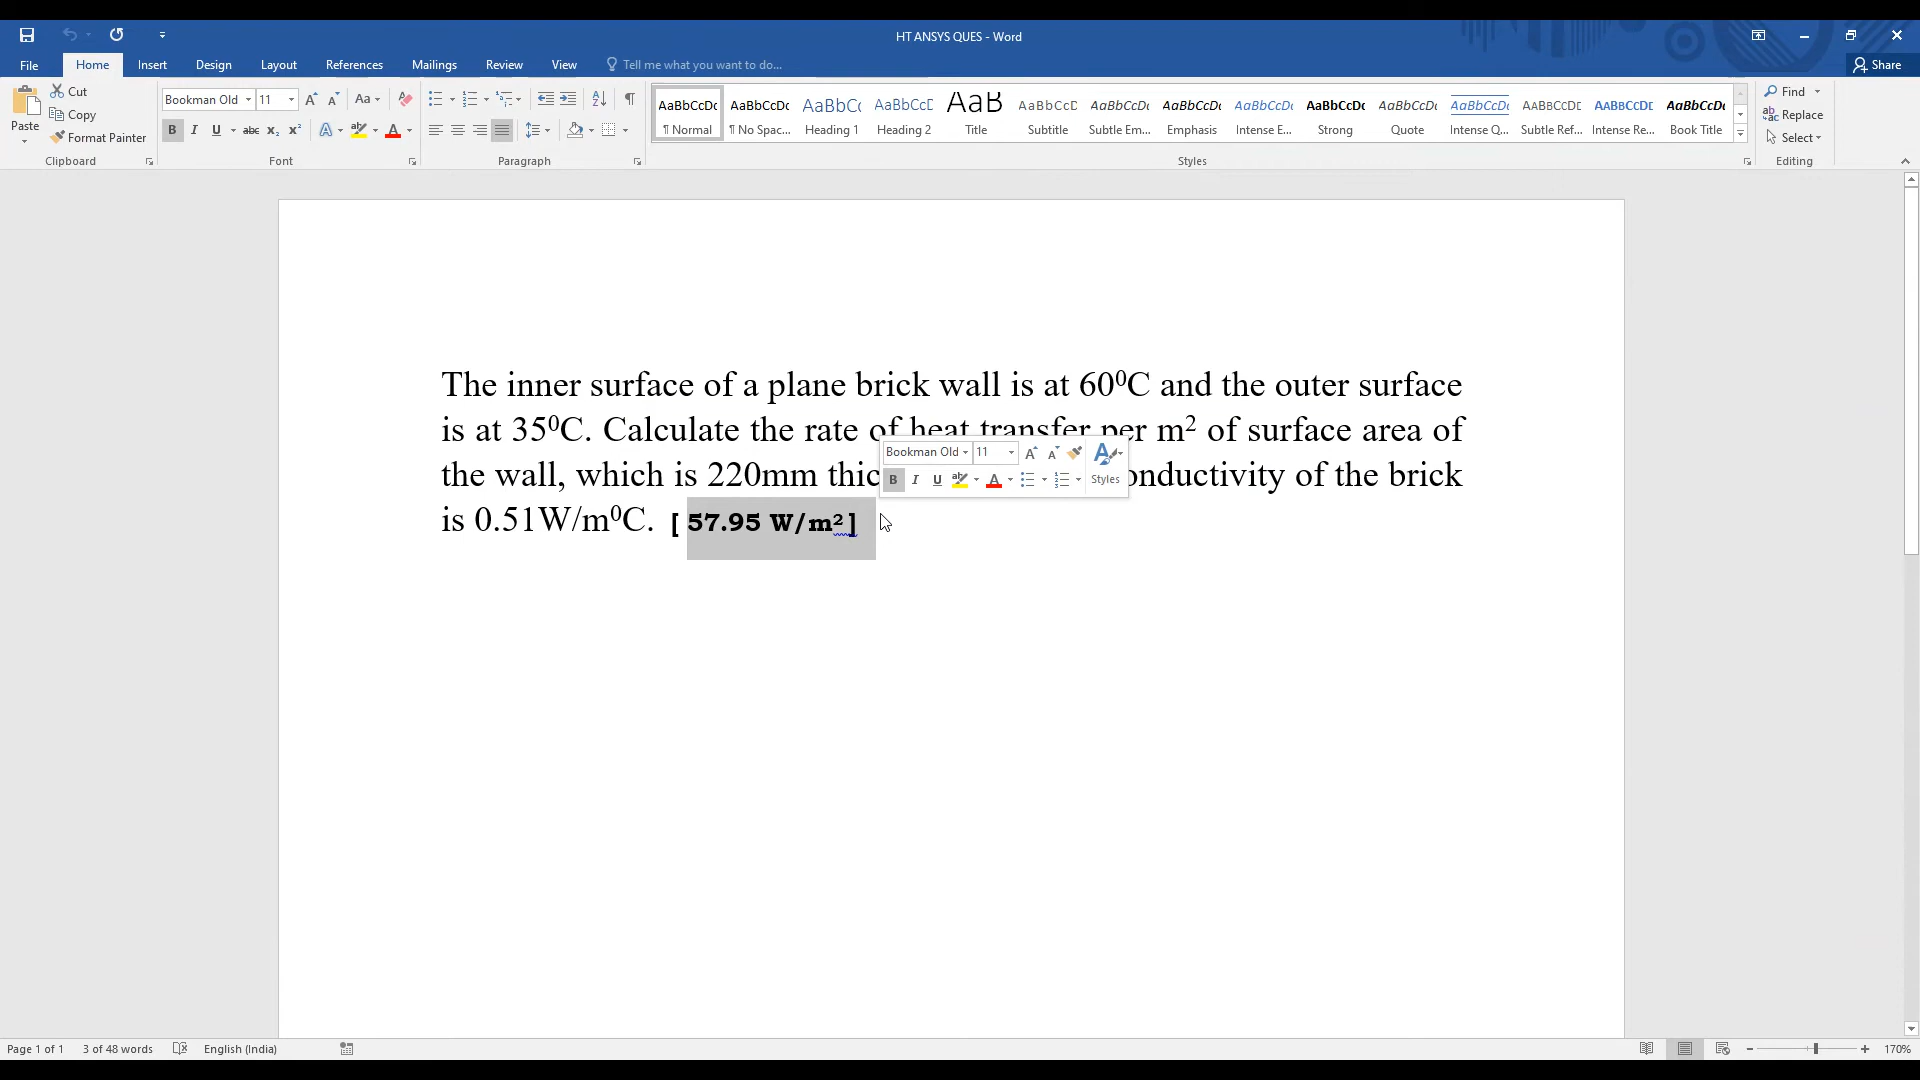 HT ANSYS QUES - Word
File Home Insert Design Layout References Mailings Review View Tell me what you want to do... Share
Paste
Cut
Copy
Format Painter
Clipboard
Bookman Old 11
Font
Paragraph
AaBbCcDc ¶ Normal
AaBbCcDc ¶ No Spac...
AaBbCc Heading 1
AaBbCcD Heading 2
AaB Title
AaBbCcD Subtitle
AaBbCcDc Subtle Em...
AaBbCcDc Emphasis
AaBbCcDc Intense E...
AaBbCcDc Strong
AaBbCcDc Quote
AaBbCcDc Intense Q...
AABBCCDD Subtle Ref...
AABBCCDE Intense Re...
AaBbCcDc Book Title
Styles
Find
Replace
Select
Editing
The inner surface of a plane brick wall is at 60⁰C and the outer surface
is at 35⁰C. Calculate the rate of heat transfer per m² of surface area of
the wall, which is 220mm thic onductivity of the brick
is 0.51W/m⁰C. [ 57.95 W/m² ]
Bookman Old 11
B I U Styles
Page 1 of 1 3 of 48 words English (India) 170%